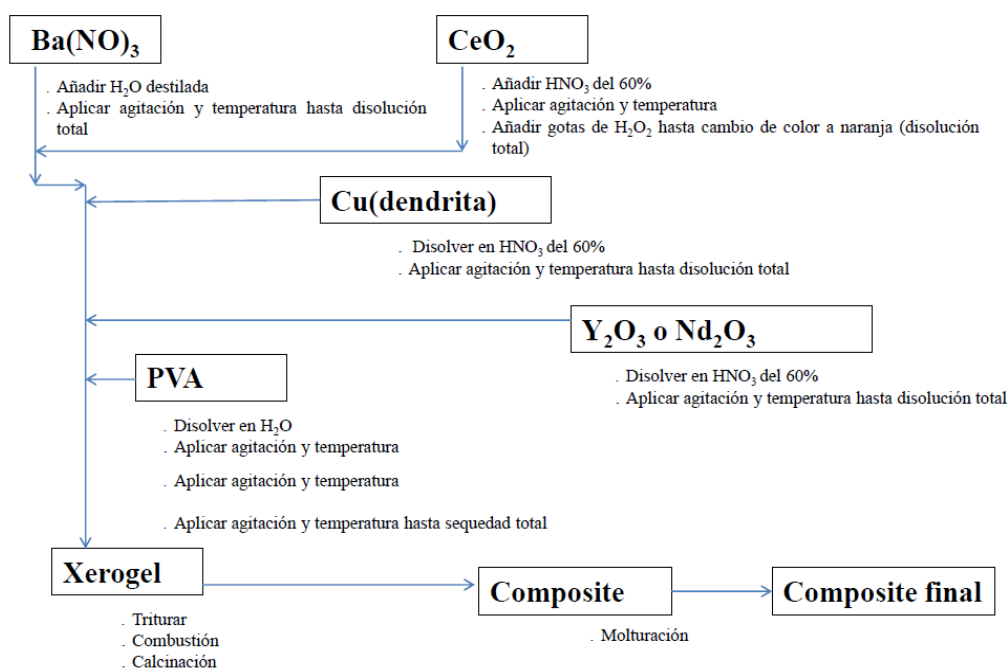 Ba(NO)₃
CeO₂
. Añadir H₂O destilada
. Aplicar agitación y temperatura hasta disolución
total
. Añadir HNO₃ del 60%
. Aplicar agitación y temperatura
. Añadir gotas de H₂O₂ hasta cambio de color a naranja (disolución
total)
Cu(dendrita)
. Disolver en HNO₃ del 60%
. Aplicar agitación y temperatura hasta disolución total
Y₂O₃ o Nd₂O₃
. Disolver en HNO₃ del 60%
. Aplicar agitación y temperatura hasta disolución total
PVA
. Disolver en H₂O
. Aplicar agitación y temperatura
. Aplicar agitación y temperatura
. Aplicar agitación y temperatura hasta sequedad total
Xerogel
. Triturar
. Combustión
. Calcinación
Composite
. Molturación
Composite final